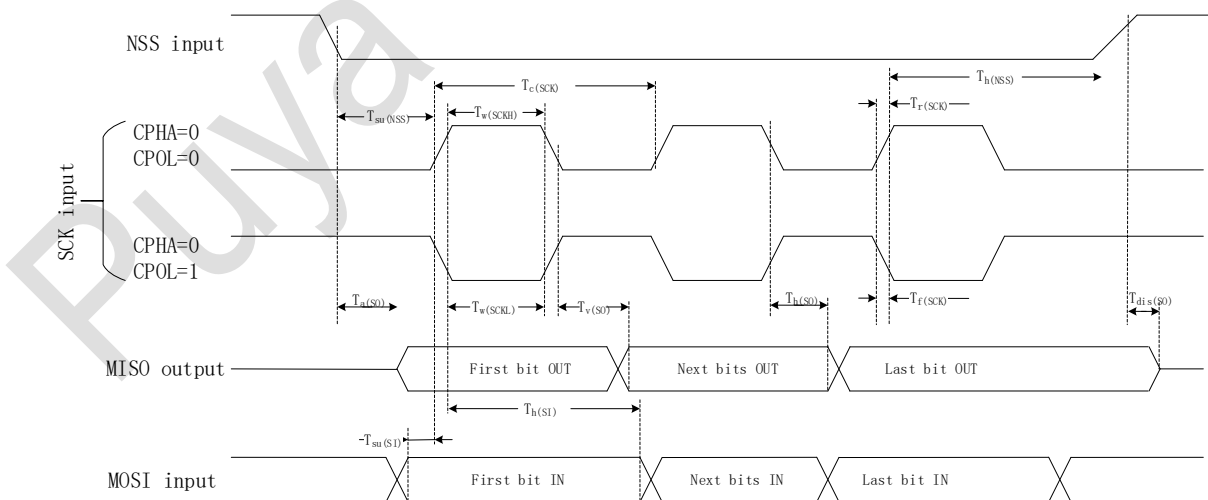 NSS input
Th(NSS)
Tc(SCK)
Tr(SCK)
Tsu(NSS)
Tw(SCKH)
CPHA=0
CPOL=0
SCK input
CPHA=0
CPOL=1
Ta(SO)
Tw(SCKL)
Tv(SO)
Th(SO)
Tf(SCK)
Tdis(SO)
MISO output
First bit OUT
Next bits OUT
Last bit OUT
Th(SI)
Tsu(SI)
MOSI input
First bit IN
Next bits IN
Last bit IN
Puya